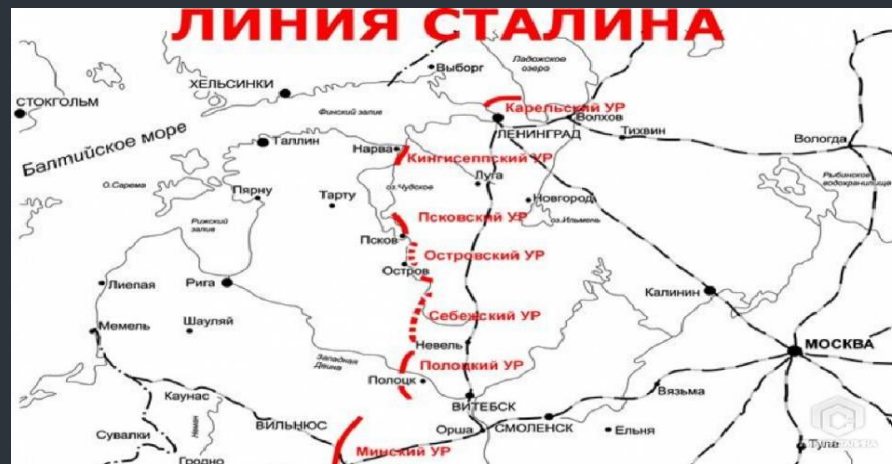 ЛИНИЯ СТАЛИНА
Ладожское
озеро
Выборг
ХЕЛЬСИНКИ
СТОКГОЛЬМ
Карельский УР
Финский залив
Волхов
ЛЕНИНГРАД
Тихвин
Вологда
Балтийское море
Таллин
Нарва
Кингисеппский УР
Луга
Рыбинское
водохранилища
О.Сарема
Пярну
Тарту
оз.Чудское
Новгород
оз.Ильмень
Рижский
залив
Псковский УР
Псков
Островский УР
Остров
Лиепая
Рига
Калинин
Себежский УР
Мемель
Шауляй
Невель
МОСКВА
Западная
Двина
Полоцкий УР
Полоцк
Вязьма
Каунас
ВИТЕБСК
ВИЛЬНЮС
СМОЛЕНСК
Сувалки
Неман
Орша
Ельня
Тула
Минский УР
Гродно